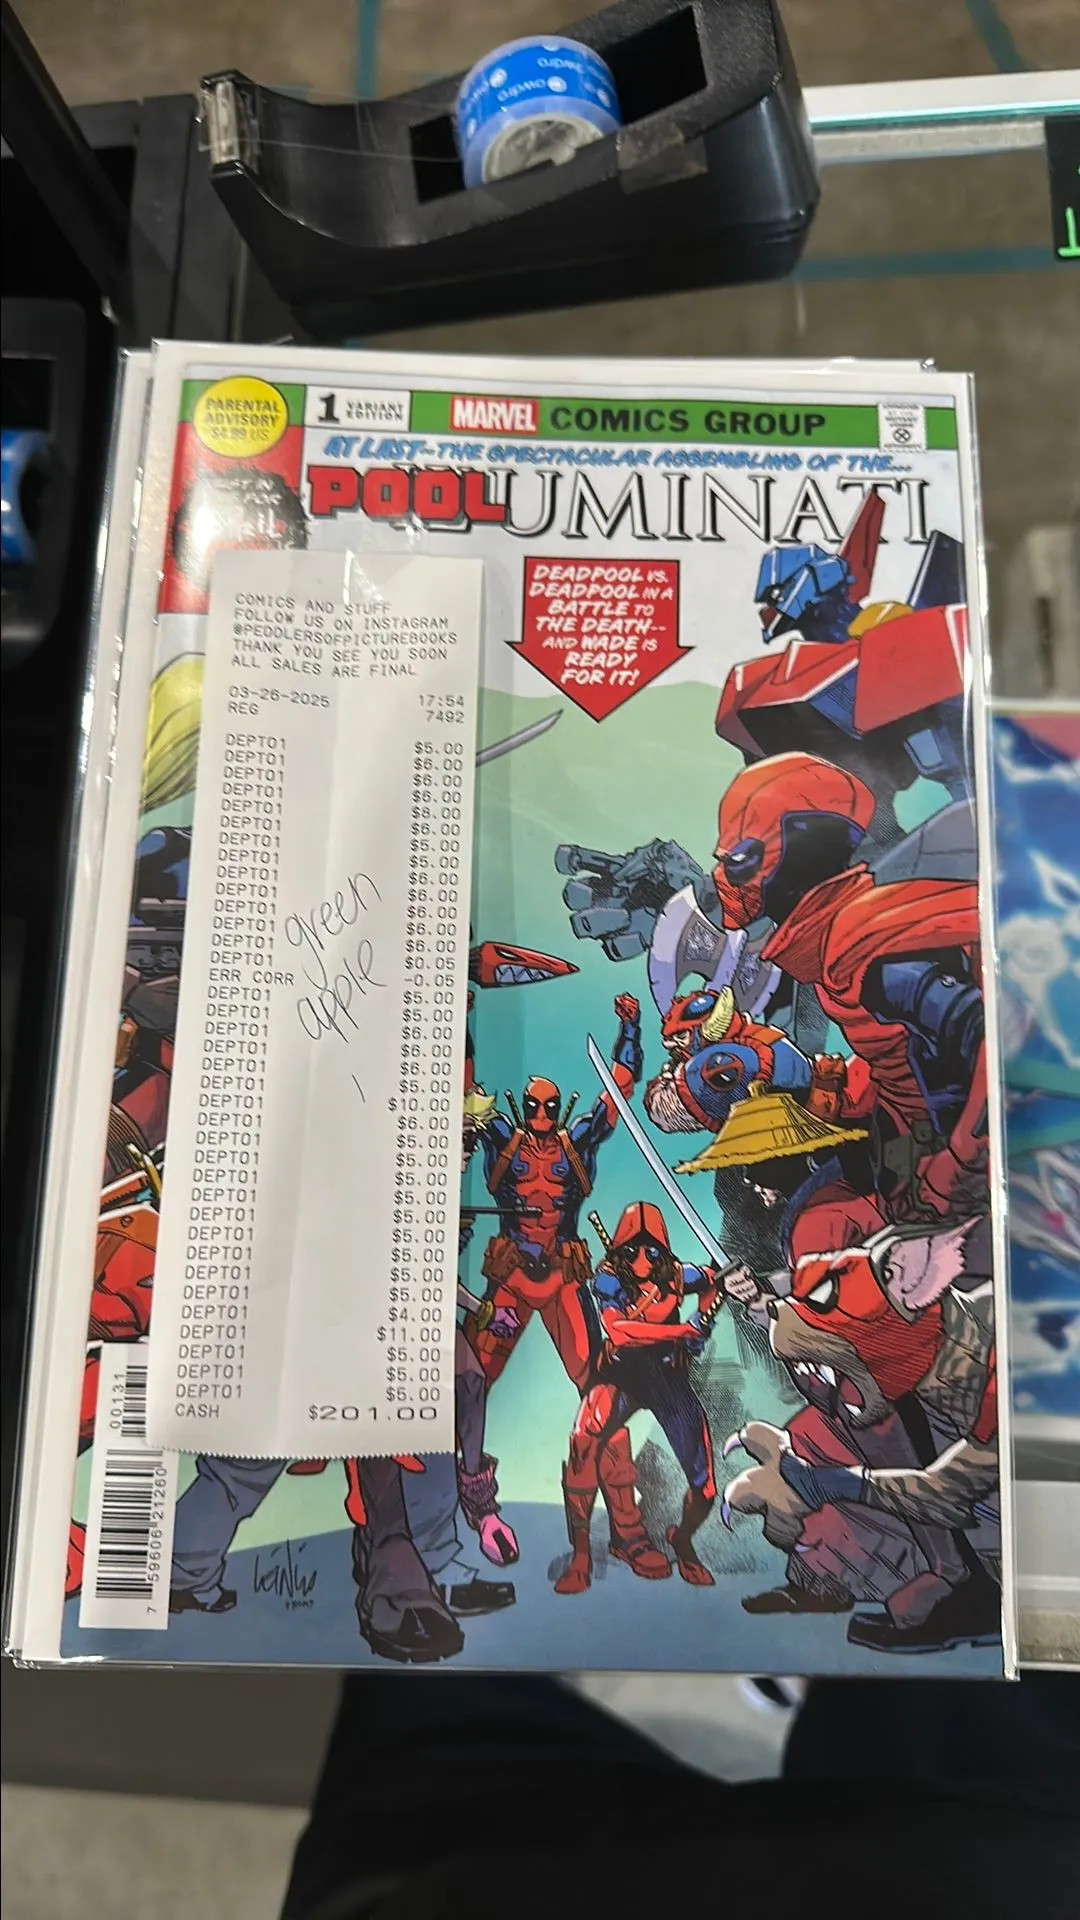 PARENTAL
ADVISORY
$4.99 US
1 VARIANT
EDITION
MARVEL COMICS GROUP
AT LAST--THE SPECTACULAR ASSEMBLING OF THE...
POOLUMINATI
DEADPOOL VS.
DEADPOOL IN A
BATTLE TO
THE DEATH--
AND WADE IS
READY
FOR IT!
COMICS AND STUFF
FOLLOW US ON INSTAGRAM
@PEDDLERSOFPICTUREBOOKS
THANK YOU SEE YOU SOON
ALL SALES ARE FINAL
03-26-2025 17:54
REG 7492
DEPT01 $5.00
DEPT01 $6.00
DEPT01 $6.00
DEPT01 $6.00
DEPT01 $8.00
DEPT01 $6.00
DEPT01 $5.00
DEPT01 $5.00
DEPT01 $6.00
DEPT01 $6.00
DEPT01 $6.00
DEPT01 $6.00
DEPT01 $6.00
DEPT01 $0.05
ERR CORR -0.05
DEPT01 $5.00
DEPT01 $5.00
DEPT01 $6.00
DEPT01 $6.00
DEPT01 $6.00
DEPT01 $5.00
DEPT01 $10.00
DEPT01 $6.00
DEPT01 $5.00
DEPT01 $5.00
DEPT01 $5.00
DEPT01 $5.00
DEPT01 $5.00
DEPT01 $5.00
DEPT01 $5.00
DEPT01 $5.00
DEPT01 $5.00
DEPT01 $4.00
DEPT01 $11.00
DEPT01 $5.00
DEPT01 $5.00
DEPT01 $5.00
CASH $201.00
green
apple
00131
7 59606 21260